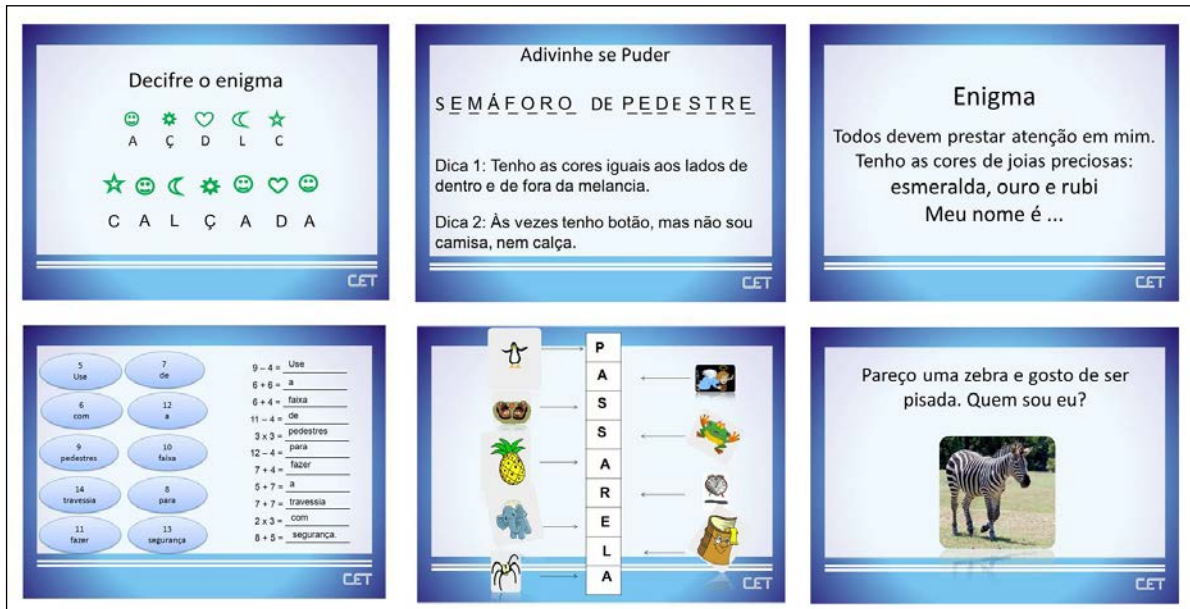 Decifre o enigma
A Ç D L C
C A L Ç A D A
CET
Adivinhe se Puder
S E M Á F O R O DE P E D E S T R E
Dica 1: Tenho as cores iguais aos lados de
dentro e de fora da melancia.
Dica 2: Às vezes tenho botão, mas não sou
camisa, nem calça.
CET
Enigma
Todos devem prestar atenção em mim.
Tenho as cores de joias preciosas:
esmeralda, ouro e rubi
Meu nome é ...
CET
5
Use
7
de
6
com
12
a
9
pedestres
10
faixa
14
travessia
8
para
11
fazer
13
segurança
9 – 4 = Use
6 + 6 = a
6 + 4 = faixa
11 – 4 = de
3 x 3 = pedestres
12 – 4 = para
7 + 4 = fazer
5 + 7 = a
7 + 7 = travessia
2 x 3 = com
8 + 5 = segurança.
CET
P
A
S
S
A
R
E
L
A
CET
Pareço uma zebra e gosto de ser
pisada. Quem sou eu?
CET